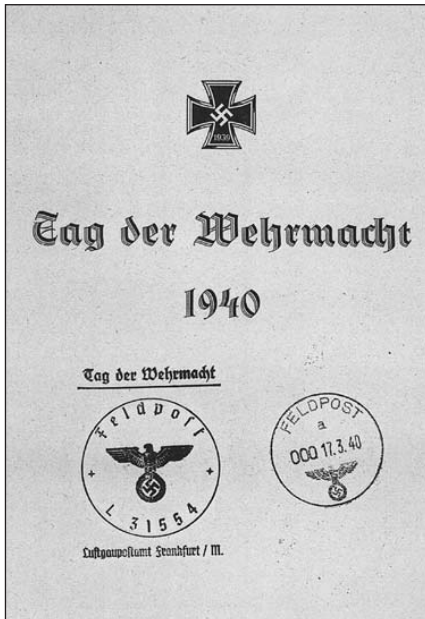 1939
Tag der Wehrmacht
1940
Tag der Wehrmacht
Feldpost
L 31554
Luftgaupostamt Frankfurt / M.
FELDPOST
a
000 17.3.40